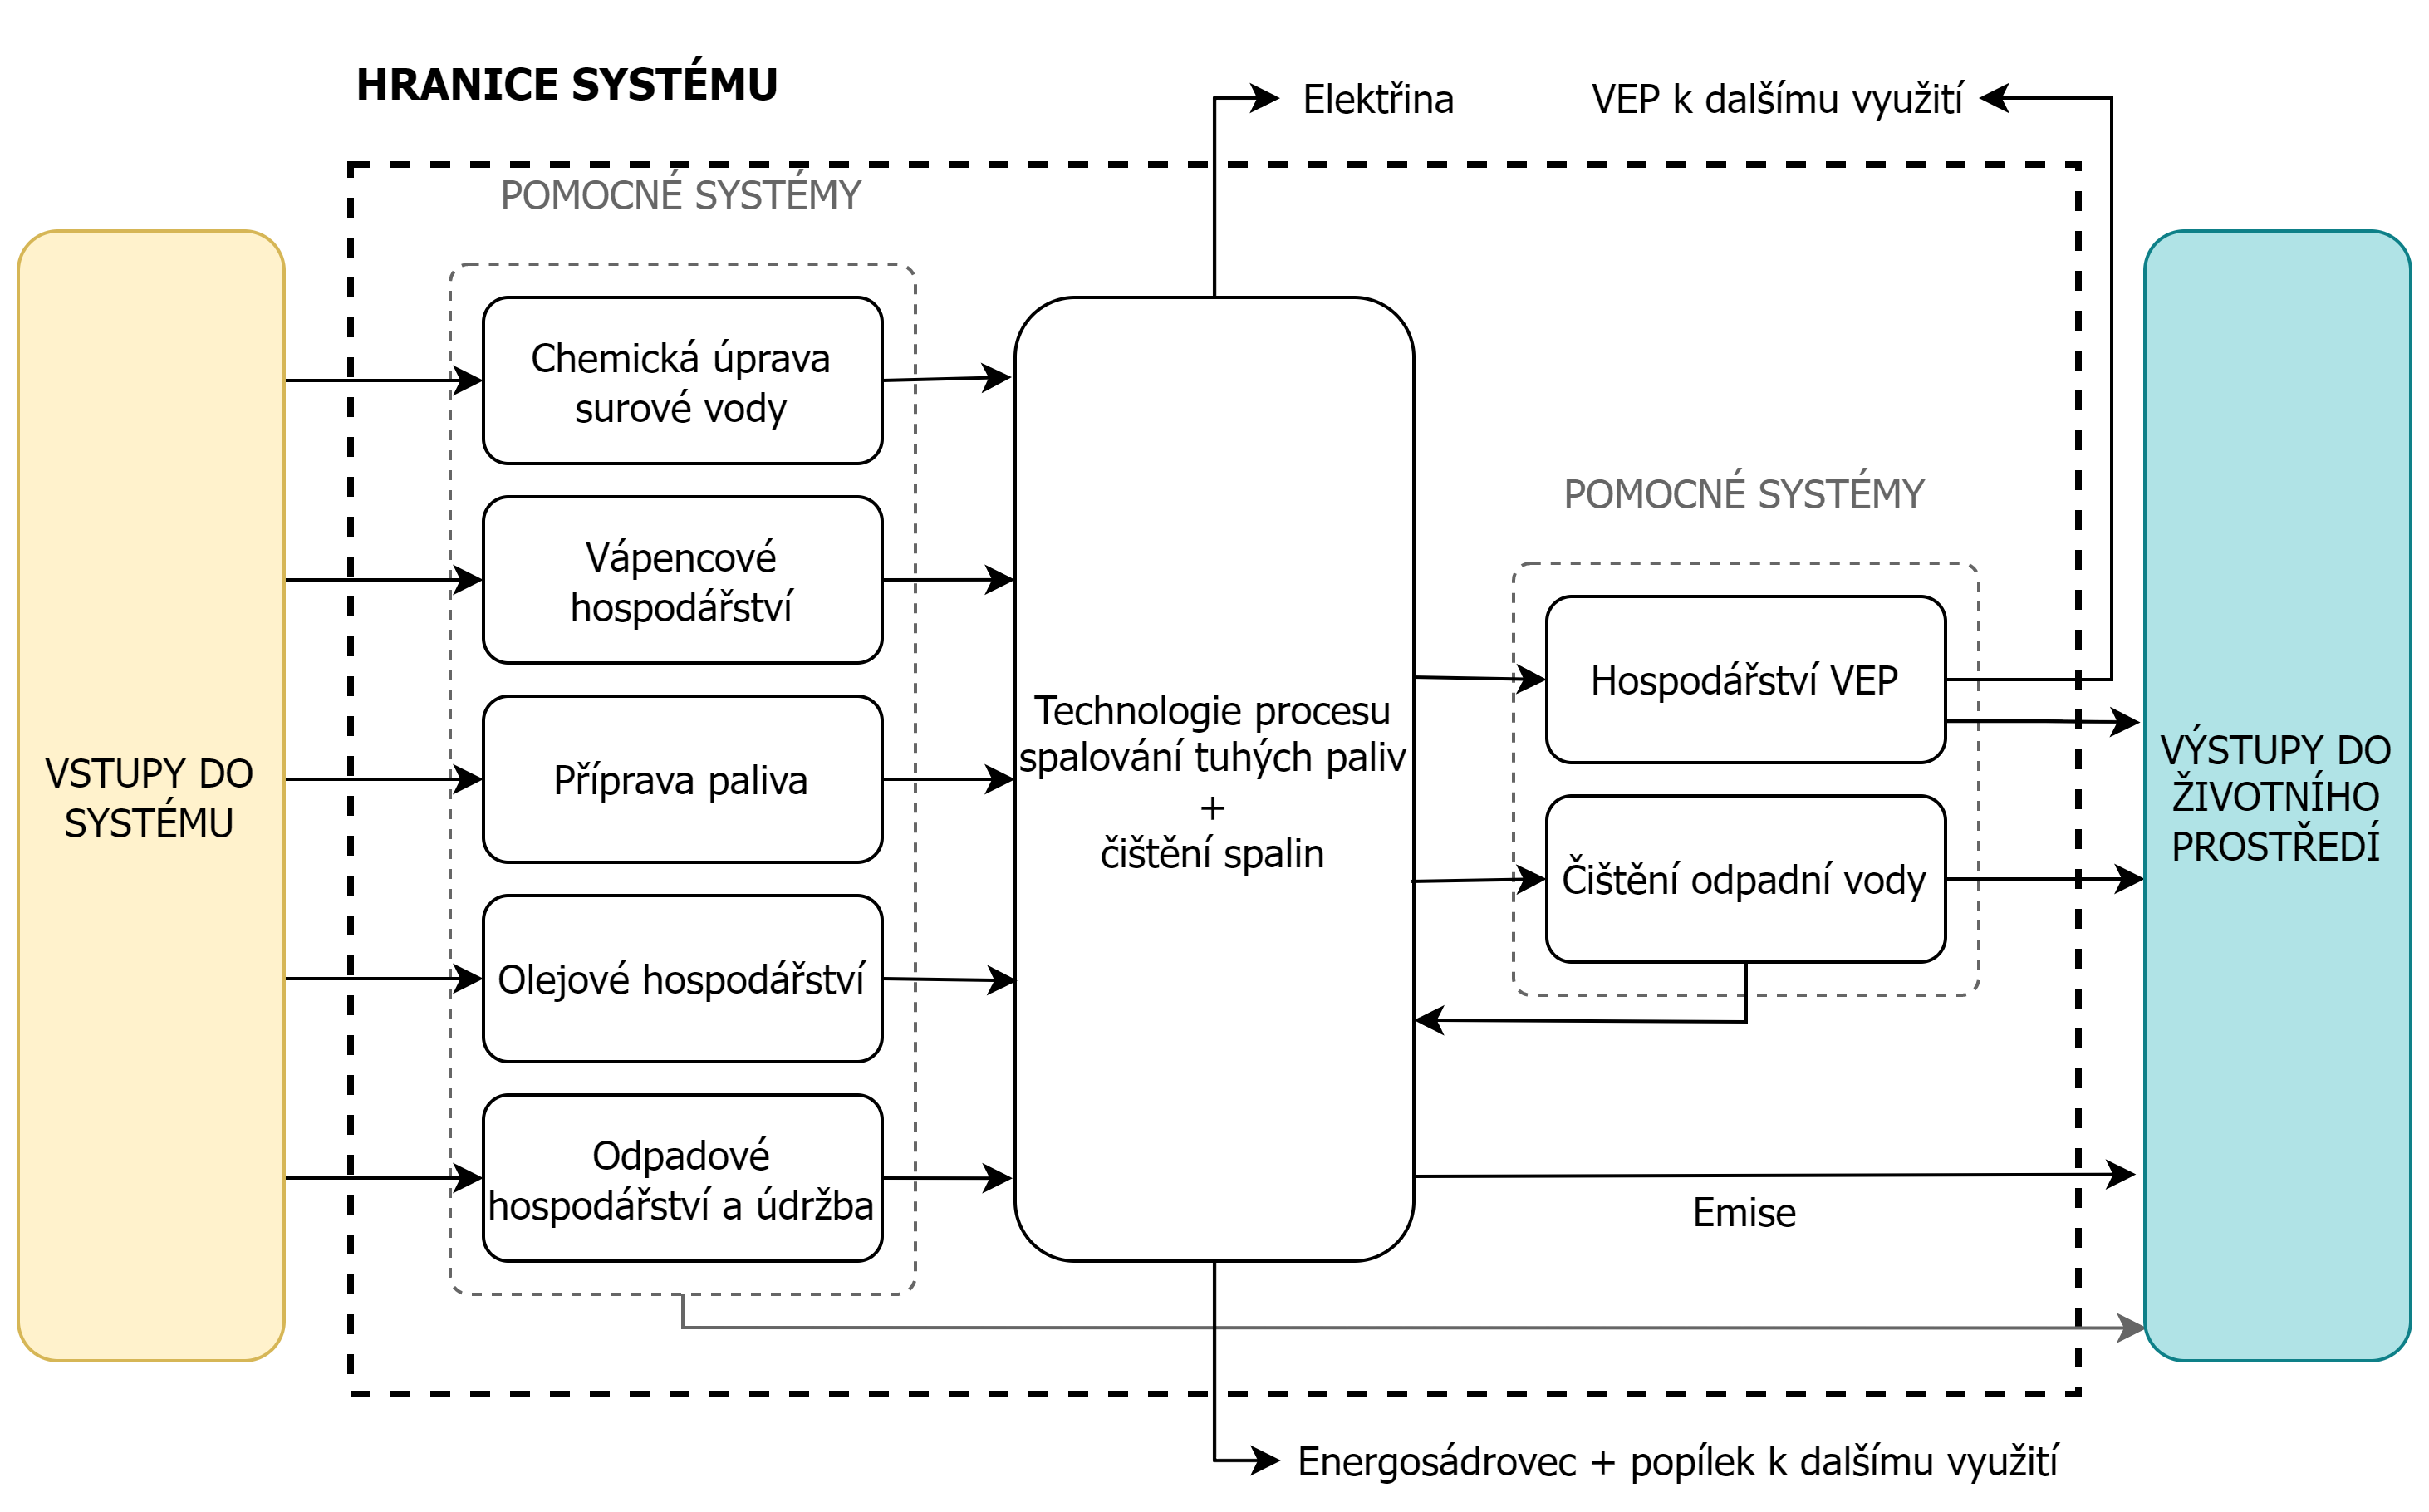 HRANICE SYSTÉMU
Elektřina
VEP k dalšímu využití
POMOCNÉ SYSTÉMY
VSTUPY DO
SYSTÉMU
Chemická úprava
surové vody
Vápencové
hospodářství
Příprava paliva
Olejové hospodářství
Odpadové
hospodářství a údržba
Technologie procesu
spalování tuhých paliv
+
čištění spalin
POMOCNÉ SYSTÉMY
Hospodářství VEP
Čištění odpadní vody
Emise
VÝSTUPY DO
ŽIVOTNÍHO
PROSTŘEDÍ
Energosádrovec + popílek k dalšímu využití